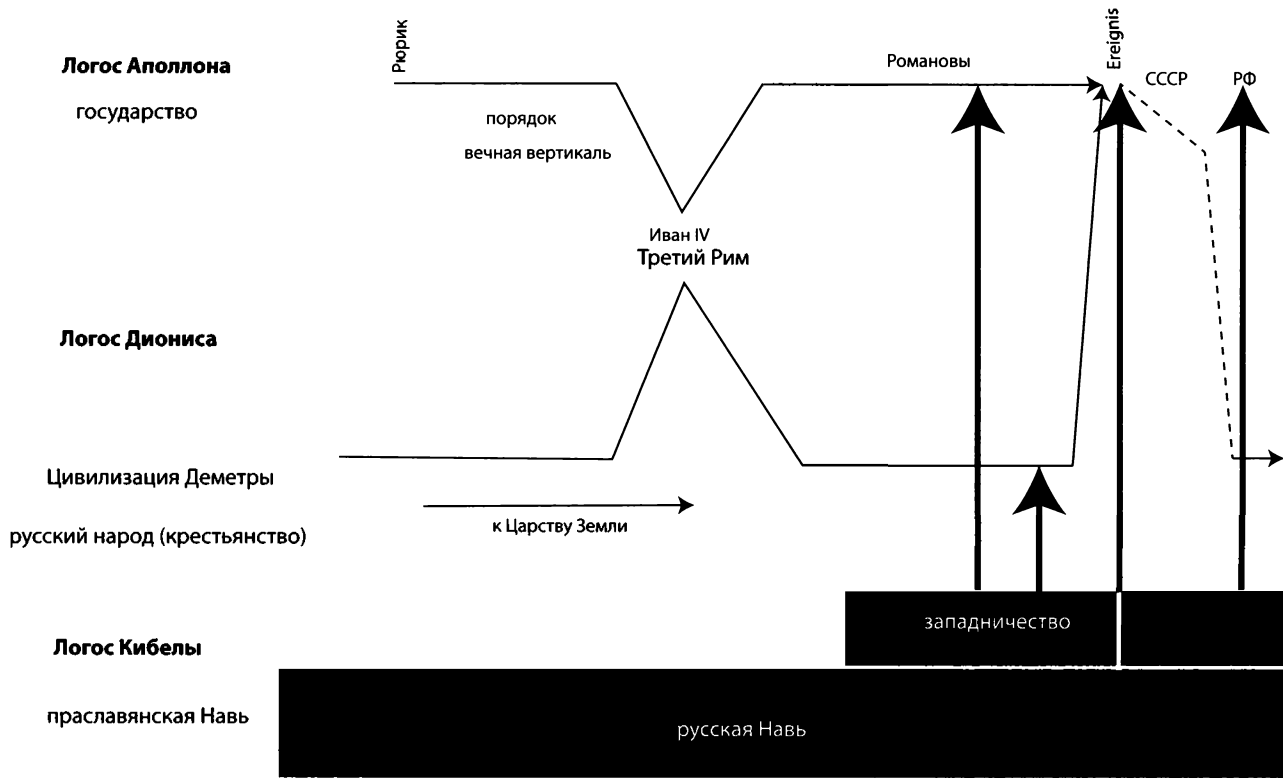 Рюрик
Ereignis
Логос Аполлона
Романовы
СССР
РФ
государство
порядок
вечная вертикаль
Иван IV
Третий Рим
Логос Диониса
Цивилизация Деметры
к Царству Земли
русский народ (крестьянство)
западничество
Логос Кибелы
праславянская Навь
русская Навь